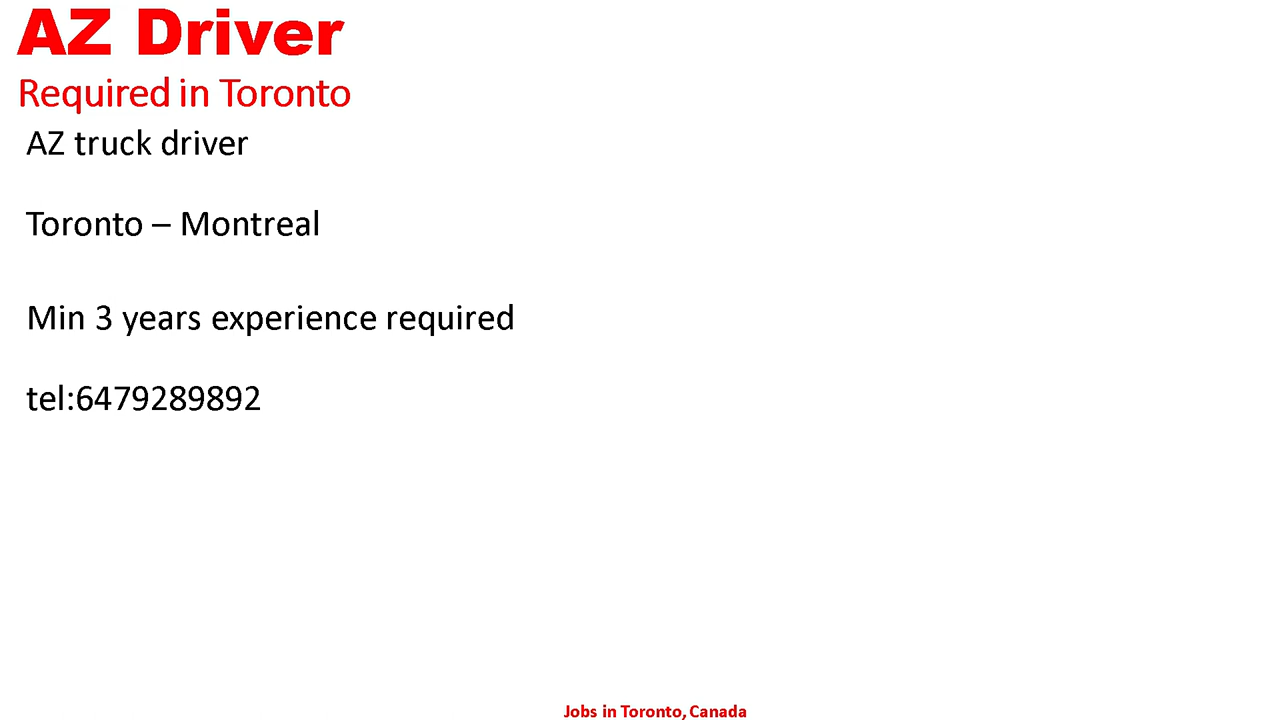 AZ Driver
Required in Toronto
AZ truck driver
Toronto – Montreal
Min 3 years experience required
tel:6479289892
Jobs in Toronto, Canada